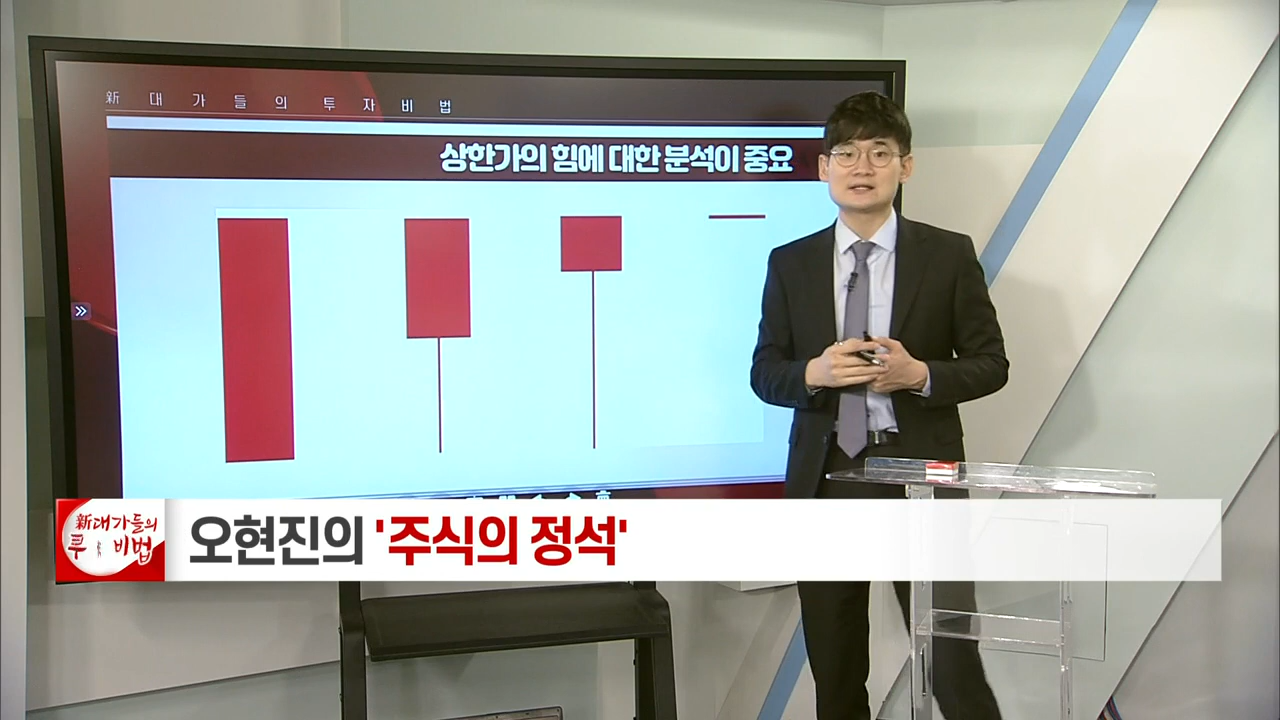 新 대 가 들 의 투 자 비 법
상한가의 힘에 대한 분석이 중요
新대가들의
투 비법
오현진의 '주식의 정석'